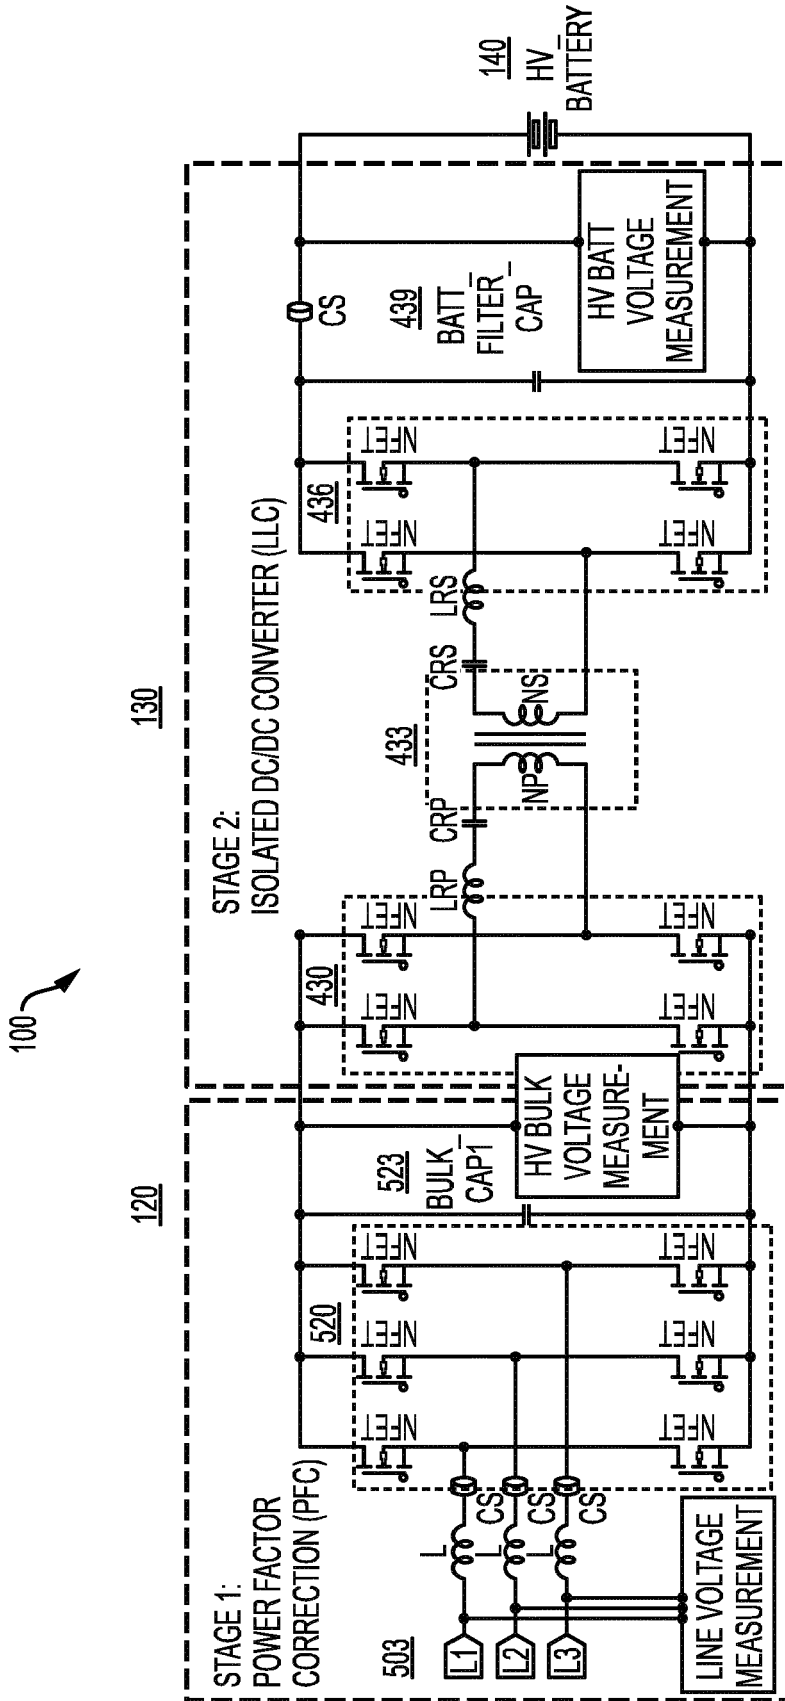 100
120
130
140
HV_
BATTERY
STAGE 1:
POWER FACTOR
CORRECTION (PFC)
503
L1
L2
L3
L
L
L
CS
CS
CS
LINE VOLTAGE
MEASUREMENT
520
NFET
NFET
NFET
NFET
NFET
NFET
523
BULK_
CAP1
HV BULK
VOLTAGE
MEASURE-
MENT
STAGE 2:
ISOLATED DC/DC CONVERTER (LLC)
430
NFET
NFET
NFET
NFET
LRP
CRP
433
NP
NS
CRS
LRS
436
NFET
NFET
NFET
NFET
CS
439
BATT_
FILTER_
CAP
HV BATT
VOLTAGE
MEASUREMENT